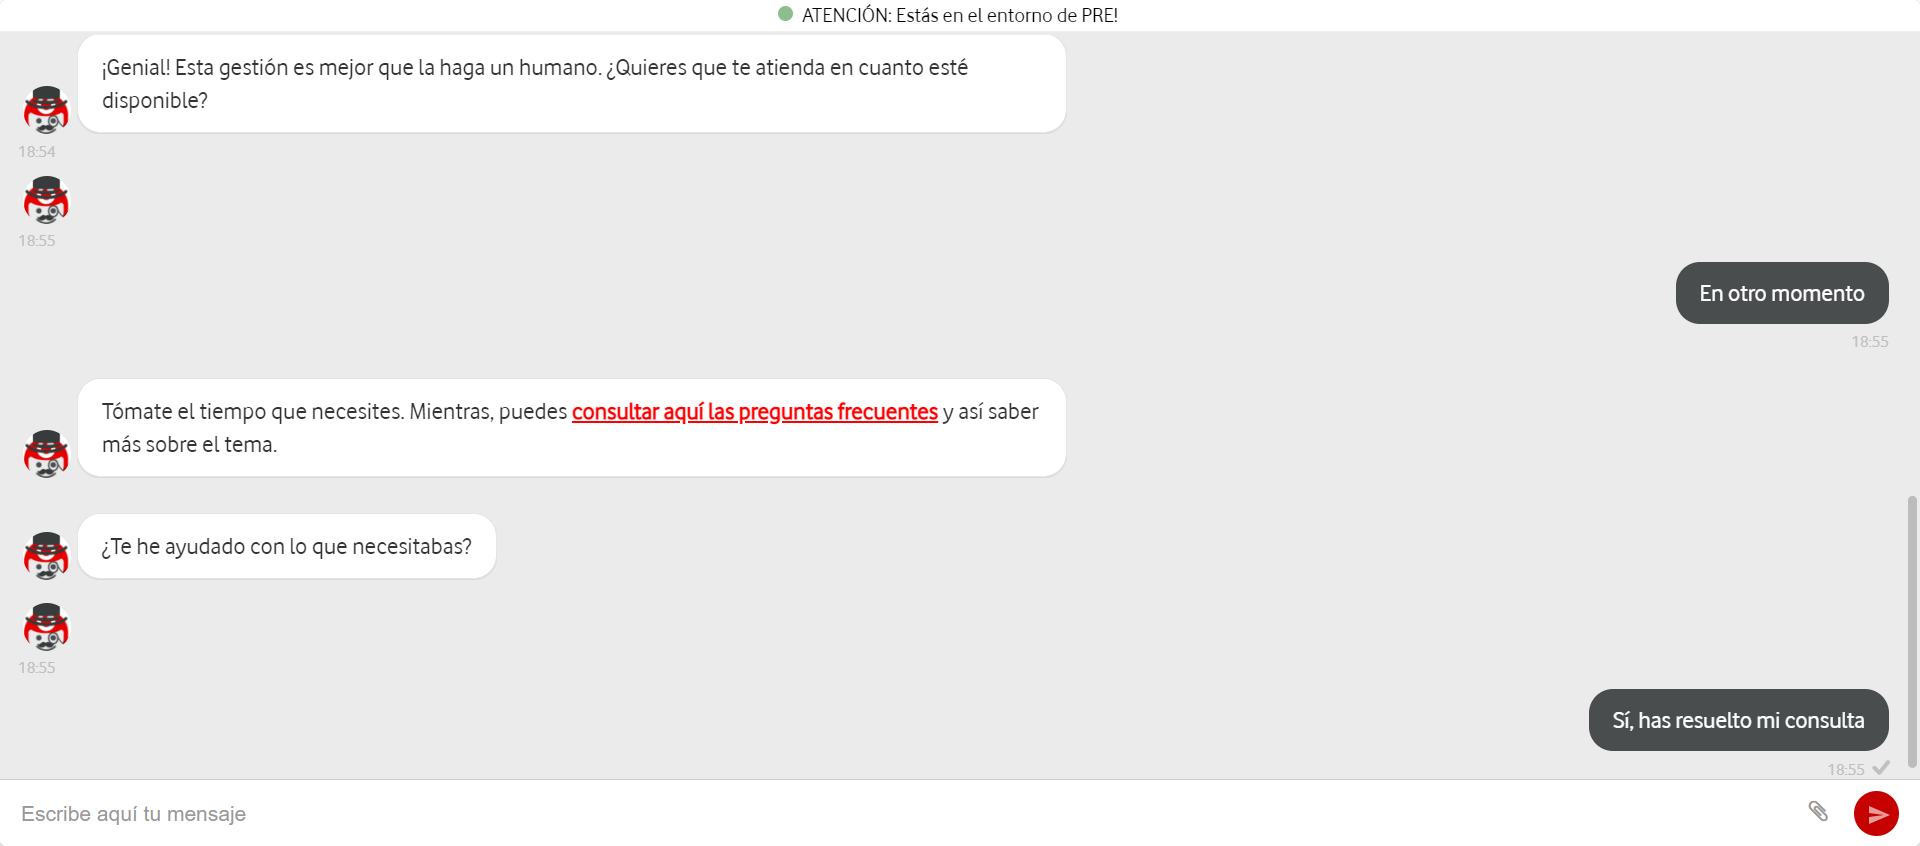 ATENCIÓN: Estás en el entorno de PRE!
¡Genial! Esta gestión es mejor que la haga un humano. ¿Quieres que te atienda en cuanto esté
disponible?
18:54
18:55
En otro momento
18:55
Tómate el tiempo que necesites. Mientras, puedes consultar aquí las preguntas frecuentes y así saber
más sobre el tema.
¿Te he ayudado con lo que necesitabas?
18:55
Sí, has resuelto mi consulta
18:55
Escribe aquí tu mensaje